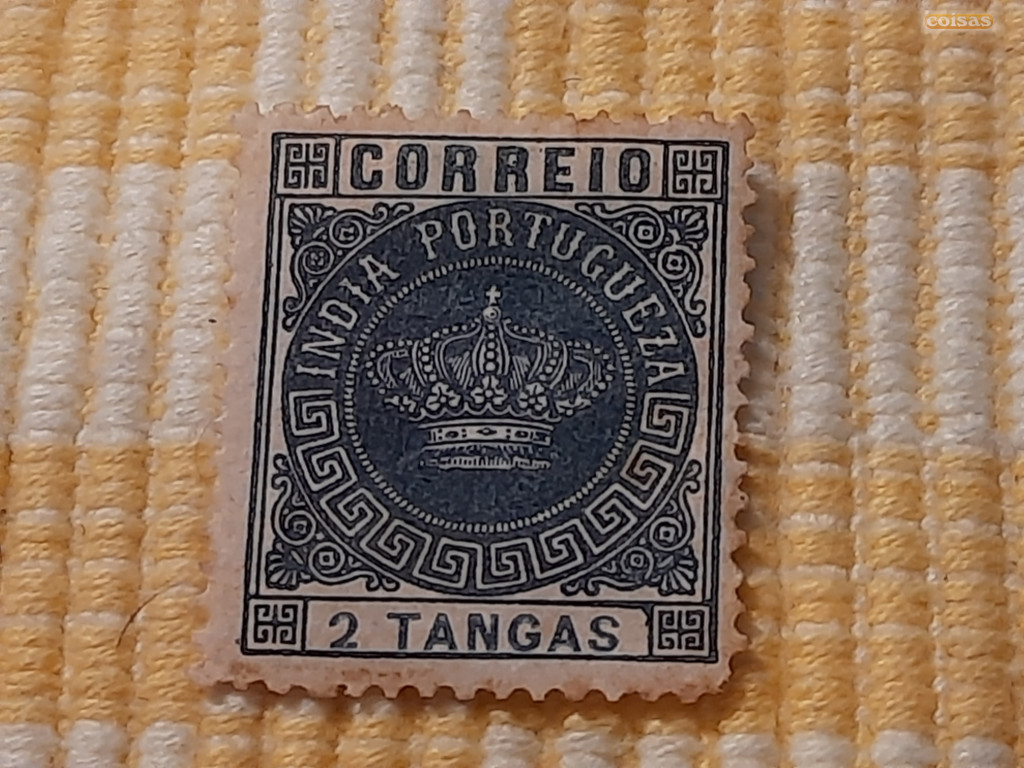 coisas
CORREIO
INDIA PORTUGUEZA
2 TANGAS